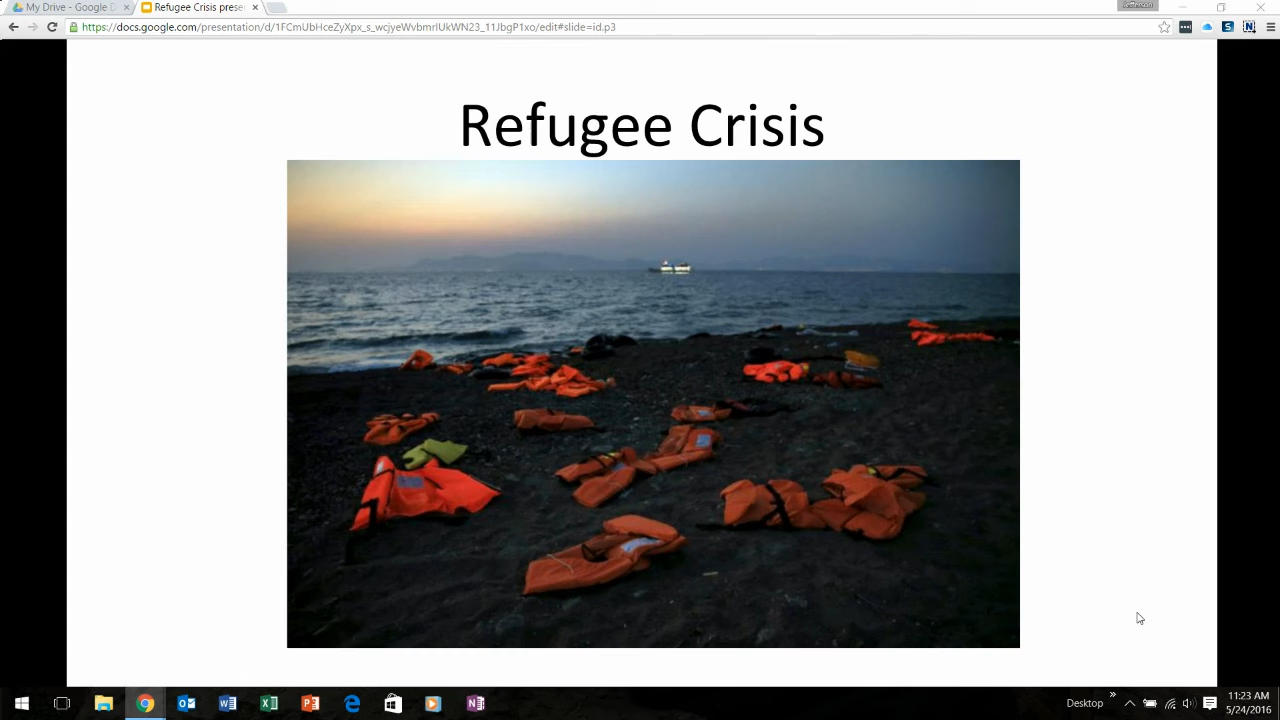 My Drive - Google D
Refugee Crisis prese
https://docs.google.com/presentation/d/1FCmUbHceZyXpx_s_wcjyeWvbmrIUkWN23_11JbgP1xo/edit#slide=id.p3
Refugee Crisis
Desktop
11:23 AM
5/24/2016